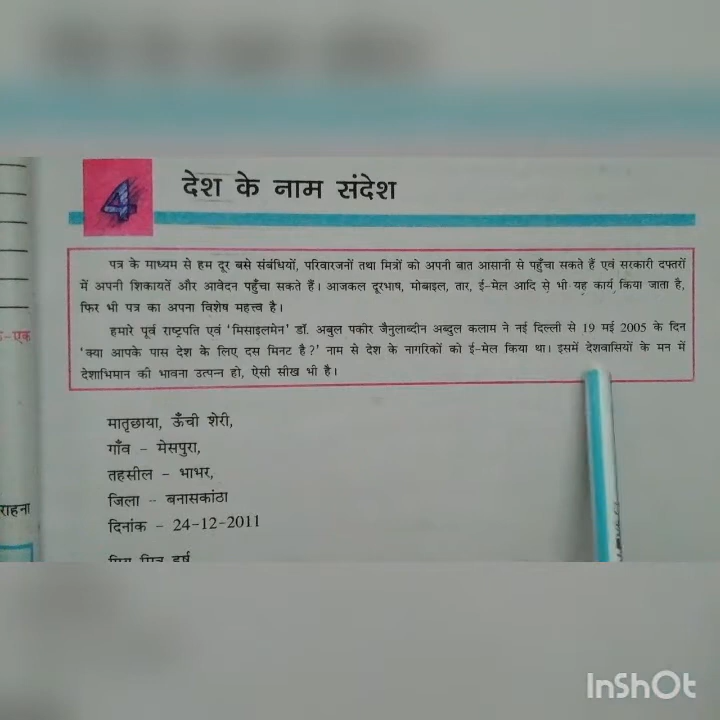 4
देश के नाम संदेश
पत्र के माध्यम से हम दूर बसे संबंधियों, परिवारजनों तथा मित्रों को अपनी बात आसानी से पहुँचा सकते हैं एवं सरकारी दफ्तरों
में अपनी शिकायतें और आवेदन पहुँचा सकते हैं। आजकल दूरभाष, मोबाइल, तार, ई-मेल आदि से भी यह कार्य किया जाता है,
फिर भी पत्र का अपना विशेष महत्त्व है।
हमारे पूर्व राष्ट्रपति एवं 'मिसाइलमेन' डॉ. अबुल पकीर जैनुलाब्दीन अब्दुल कलाम ने नई दिल्ली से 19 मई 2005 के दिन
'क्या आपके पास देश के लिए दस मिनट है?' नाम से देश के नागरिकों को ई-मेल किया था। इसमें देशवासियों के मन में
देशाभिमान की भावना उत्पन्न हो, ऐसी सीख भी है।
मातृछाया, ऊँची शेरी,
गाँव - मेसपुरा,
तहसील - भाभर,
जिला - बनासकांठा
दिनांक - 24-12-2011
प्रिय मित्र हर्ष
-एक
राहना
InShOt